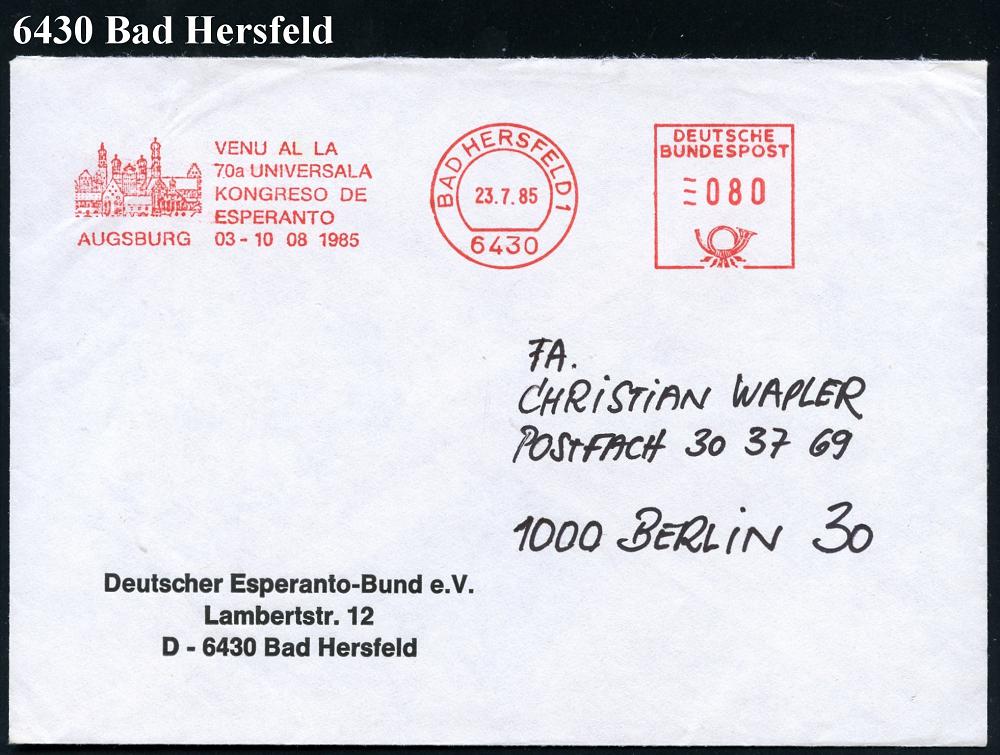 6430 Bad Hersfeld
VENU AL LA
70a UNIVERSALA
KONGRESO DE
ESPERANTO
AUGSBURG 03-10 08 1985
BAD HERSFELD 1
23.7.85
6430
DEUTSCHE
BUNDESPOST
080
FA.
CHRISTIAN WAPLER
POSTFACH 30 37 69
1000 BERLIN 30
Deutscher Esperanto-Bund e.V.
Lambertstr. 12
D - 6430 Bad Hersfeld